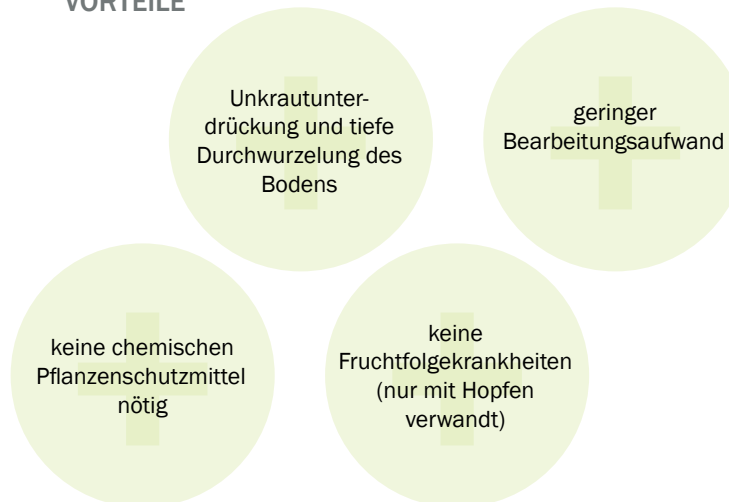 VORTEILE
Unkrautunter-
drückung und tiefe
Durchwurzelung des
Bodens
geringer
Bearbeitungsaufwand
keine chemischen
Pflanzenschutzmittel
nötig
keine
Fruchtfolgekrankheiten
(nur mit Hopfen
verwandt)